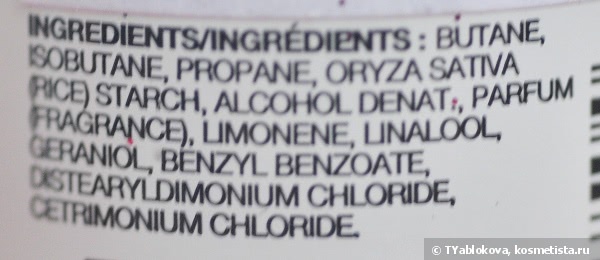 INGREDIENTS/INGRÉDIENTS : BUTANE,
ISOBUTANE, PROPANE, ORYZA SATIVA
(RICE) STARCH, ALCOHOL DENAT., PARFUM
(FRAGRANCE), LIMONENE, LINALOOL,
GERANIOL, BENZYL BENZOATE,
DISTEARYLDIMONIUM CHLORIDE,
CETRIMONIUM CHLORIDE.
© TYablokova, kosmetista.ru